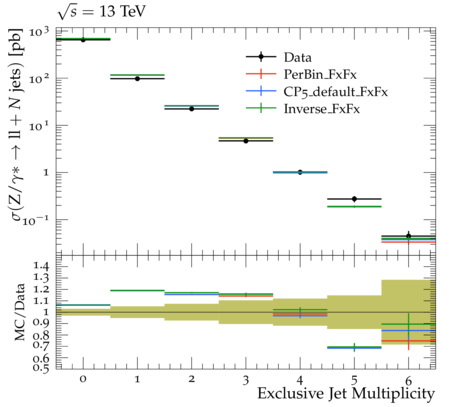 √s = 13 TeV
σ(Z/γ* → ll + N jets) [pb]
10³
10²
10¹
1
10⁻¹
Data
PerBin_FxFx
CP5_default_FxFx
Inverse_FxFx
MC/Data
1.4
1.3
1.2
1.1
1
0.9
0.8
0.7
0.6
0.5
0 1 2 3 4 5 6
Exclusive Jet Multiplicity